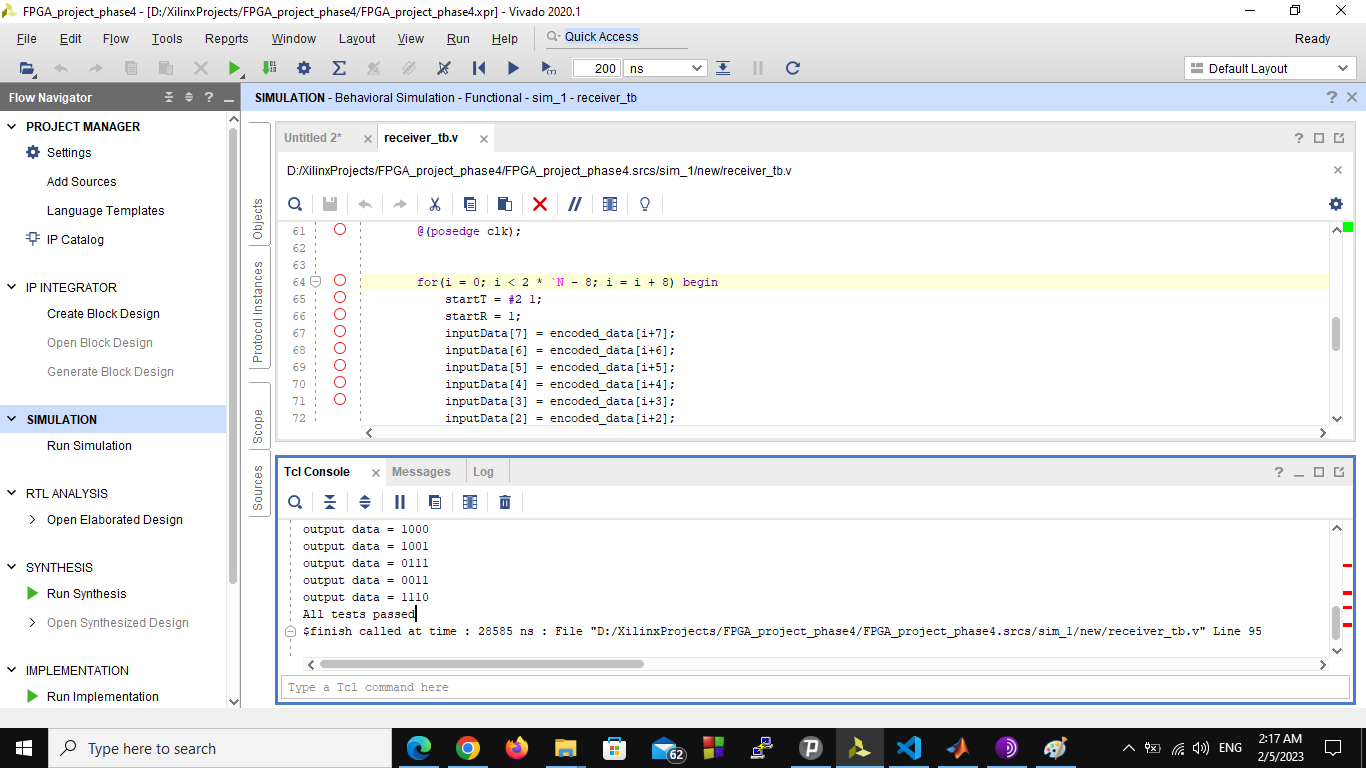 FPGA_project_phase4 - [D:/XilinxProjects/FPGA_project_phase4/FPGA_project_phase4.xpr] - Vivado 2020.1
File Edit Flow Tools Reports Window Layout View Run Help Quick Access Ready
200 ns Default Layout
Flow Navigator
SIMULATION - Behavioral Simulation - Functional - sim_1 - receiver_tb
PROJECT MANAGER
Settings
Add Sources
Language Templates
IP Catalog
IP INTEGRATOR
Create Block Design
Open Block Design
Generate Block Design
SIMULATION
Run Simulation
RTL ANALYSIS
Open Elaborated Design
SYNTHESIS
Run Synthesis
Open Synthesized Design
IMPLEMENTATION
Run Implementation
Objects
Protocol Instances
Scope
Sources
Untitled 2* receiver_tb.v
D:/XilinxProjects/FPGA_project_phase4/FPGA_project_phase4.srcs/sim_1/new/receiver_tb.v
61 @(posedge clk);
62
63
64 for(i = 0; i < 2 * `N - 8; i = i + 8) begin
65 startT = #2 1;
66 startR = 1;
67 inputData[7] = encoded_data[i+7];
68 inputData[6] = encoded_data[i+6];
69 inputData[5] = encoded_data[i+5];
70 inputData[4] = encoded_data[i+4];
71 inputData[3] = encoded_data[i+3];
72 inputData[2] = encoded_data[i+2];
Tcl Console Messages Log
output data = 1000
output data = 1001
output data = 0111
output data = 0011
output data = 1110
All tests passed
$finish called at time : 28585 ns : File "D:/XilinxProjects/FPGA_project_phase4/FPGA_project_phase4.srcs/sim_1/new/receiver_tb.v" Line 95
Type a Tcl command here
Type here to search
62
ENG
2:17 AM
2/5/2023